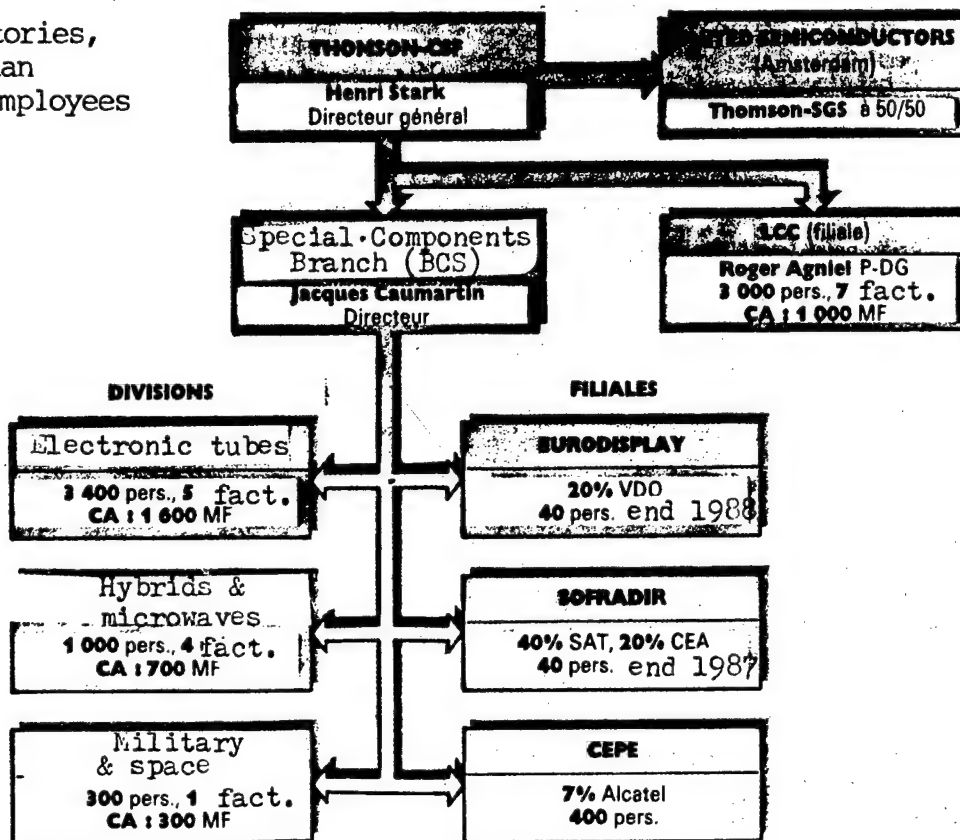 tories,
an
mployees
THOMSON-CSF
Henri Stark
Directeur général
SEMICONDUCTORS
(Amsterdam)
Thomson-SGS à 50/50
Special Components
Branch (BCS)
Jacques Caumartin
Directeur
LCC (filiale)
Roger Agniel P-DG
3 000 pers., 7 fact.
CA : 1 000 MF
DIVISIONS
FILIALES
Electronic tubes
3 400 pers., 5 fact.
CA : 1 600 MF
EURODISPLAY
20% VDO
40 pers. end 1988
Hybrids &
microwaves
1 000 pers., 4 fact.
CA : 700 MF
SOFRADIR
40% SAT, 20% CEA
40 pers. end 1987
Military
& space
300 pers., 1 fact.
CA : 300 MF
CEPE
7% Alcatel
400 pers.